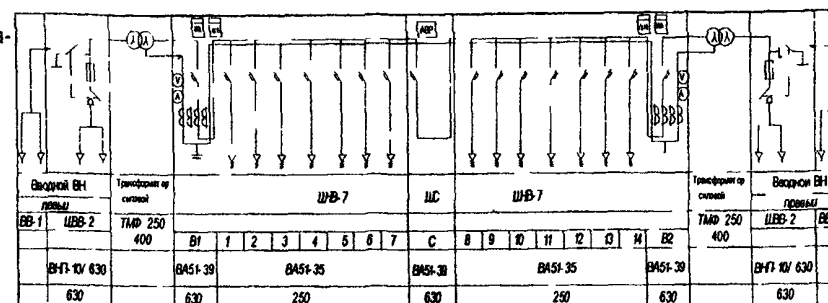 АВР
V V
A A
Вводной ВН Трансформатор ШНВ-7 ШС ШНВ-7 Трансформатор Вводной ВН
левый силовой силовой правый
ВВ-1 ШВВ-2 ТМФ 250 ТМФ 250 ШВВ-2 ВВ
400 В1 1 2 3 4 5 6 7 С 8 9 10 11 12 13 14 В2 400
ВНП-10/630 ВА51-39 ВА51-35 ВА51-39 ВА51-35 ВА51-39 ВНП-10/630
630 630 250 630 250 630 630